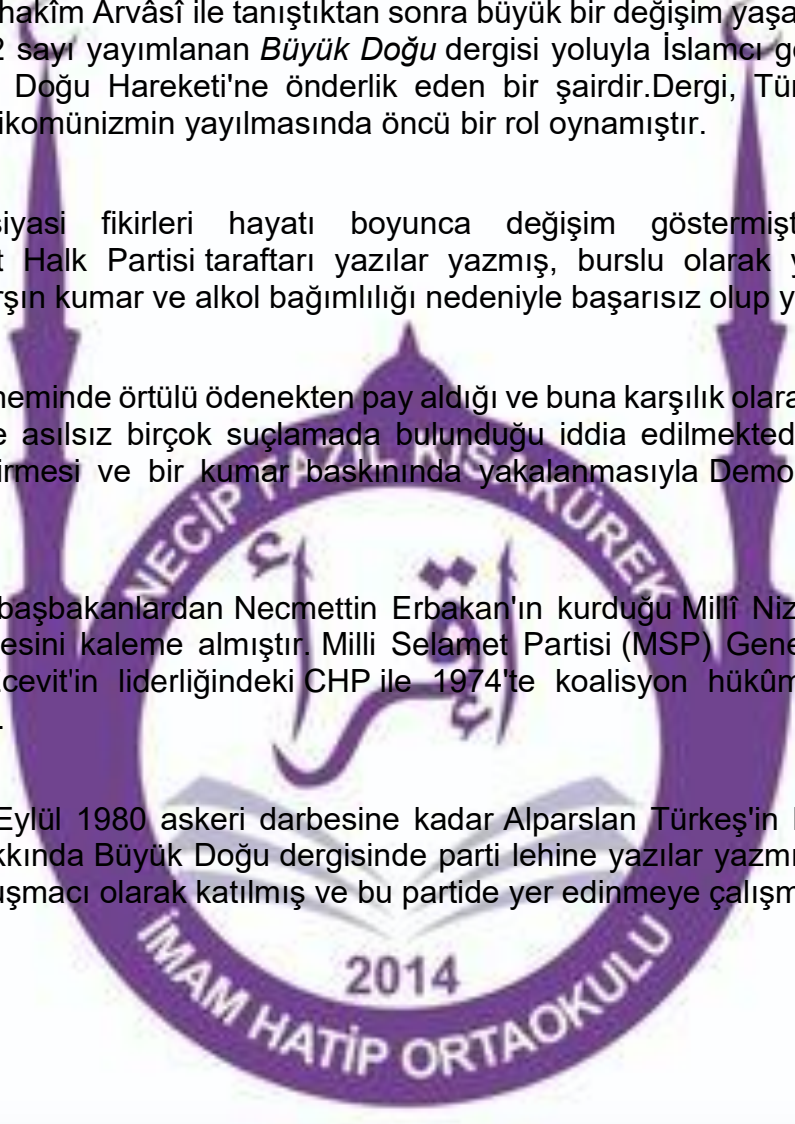 hakîm Arvâsî ile tanıştıktan sonra büyük bir değişim yaşa
2 sayı yayımlanan Büyük Doğu dergisi yoluyla İslamcı gö
Doğu Hareketi'ne önderlik eden bir şairdir.Dergi, Tür
ikomünizmin yayılmasında öncü bir rol oynamıştır.
siyasi fikirleri hayatı boyunca değişim göstermişt
t Halk Partisi taraftarı yazılar yazmış, burslu olarak y
rşın kumar ve alkol bağımlılığı nedeniyle başarısız olup y
neminde örtülü ödenekten pay aldığı ve buna karşılık olara
e asılsız birçok suçlamada bulunduğu iddia edilmekted
irmesi ve bir kumar baskınında yakalanmasıyla Demo
NECİP FAZIL KISAKÜREK
إقرأ
başbakanlardan Necmettin Erbakan'ın kurduğu Millî Niz
esini kaleme almıştır. Milli Selamet Partisi (MSP) Gene
cevit'in liderliğindeki CHP ile 1974'te koalisyon hükûm
.
Eylül 1980 askeri darbesine kadar Alparslan Türkeş'in
kkında Büyük Doğu dergisinde parti lehine yazılar yazmı
uşmacı olarak katılmış ve bu partide yer edinmeye çalışm
2014
İMAM HATİP ORTAOKULU